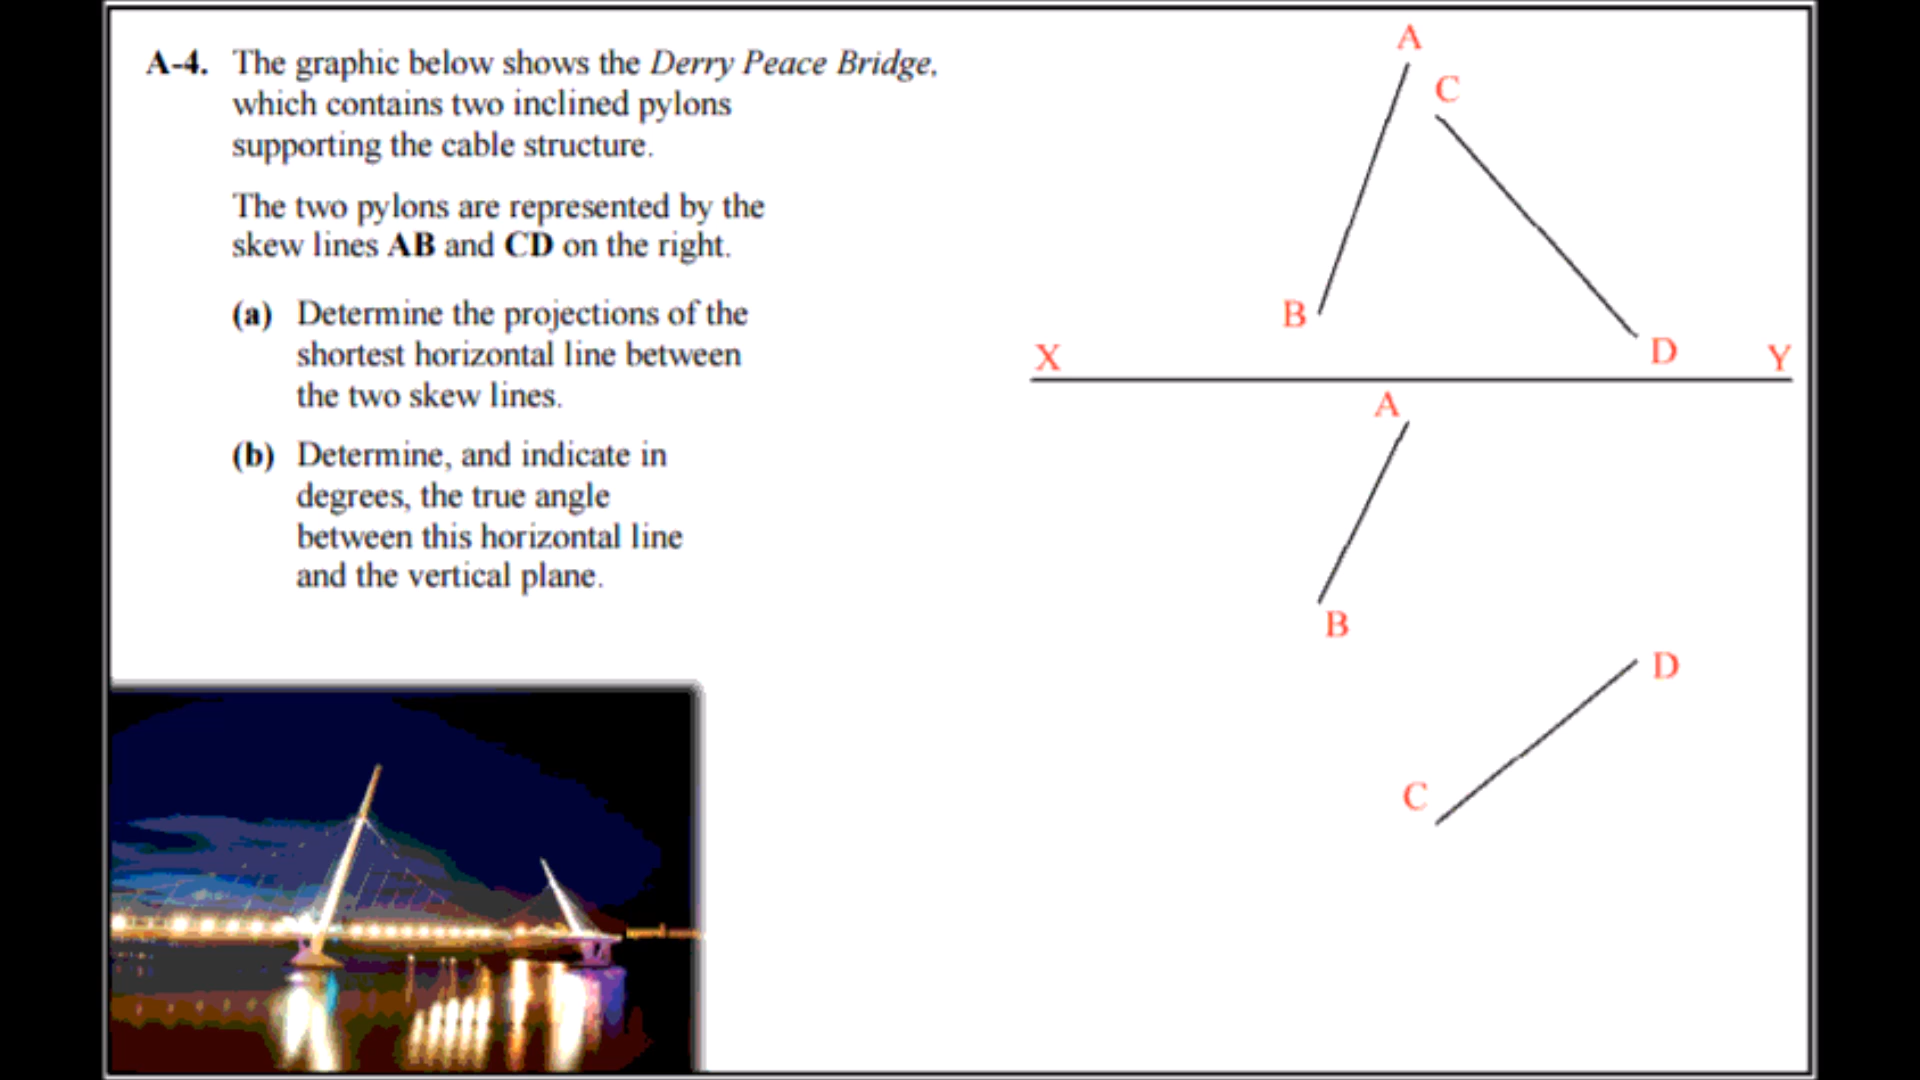 A-4. The graphic below shows the Derry Peace Bridge,
which contains two inclined pylons
supporting the cable structure.
The two pylons are represented by the
skew lines AB and CD on the right.
(a) Determine the projections of the
shortest horizontal line between
the two skew lines.
(b) Determine, and indicate in
degrees, the true angle
between this horizontal line
and the vertical plane.
A
C
B
D
X
Y
A
B
D
C